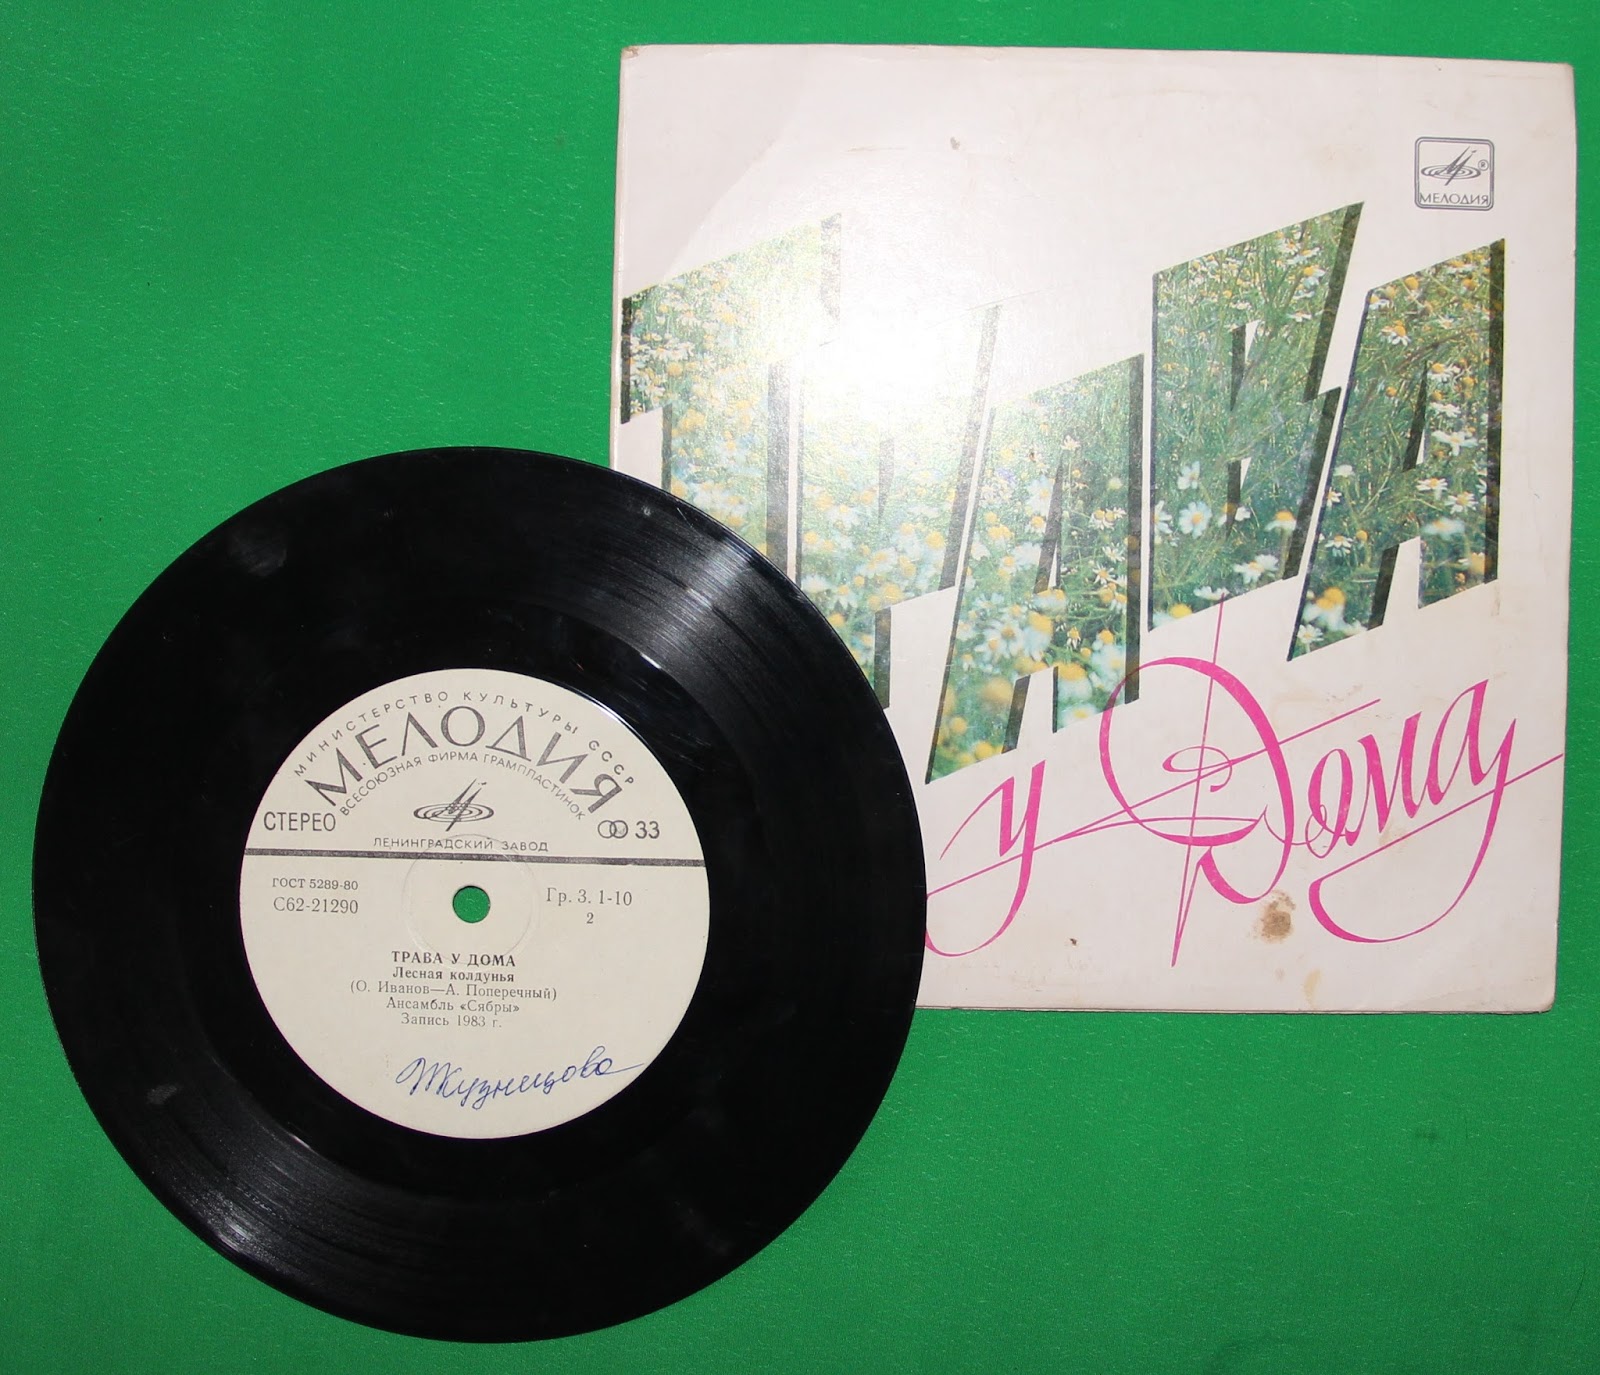 МИНИСТЕРСТВО КУЛЬТУРЫ СССР
МЕЛОДИЯ
ВСЕСОЮЗНАЯ ФИРМА ГРАМПЛАСТИНОК
СТЕРЕО
33
ЛЕНИНГРАДСКИЙ ЗАВОД
ГОСТ 5289-80
С62-21290
Гр. 3. 1-10
2
ТРАВА У ДОМА
Лесная колдунья
(О. Иванов—А. Поперечный)
Ансамбль «Сябры»
Запись 1983 г.
МЕЛОДИЯ
ТРАВА
у Дома